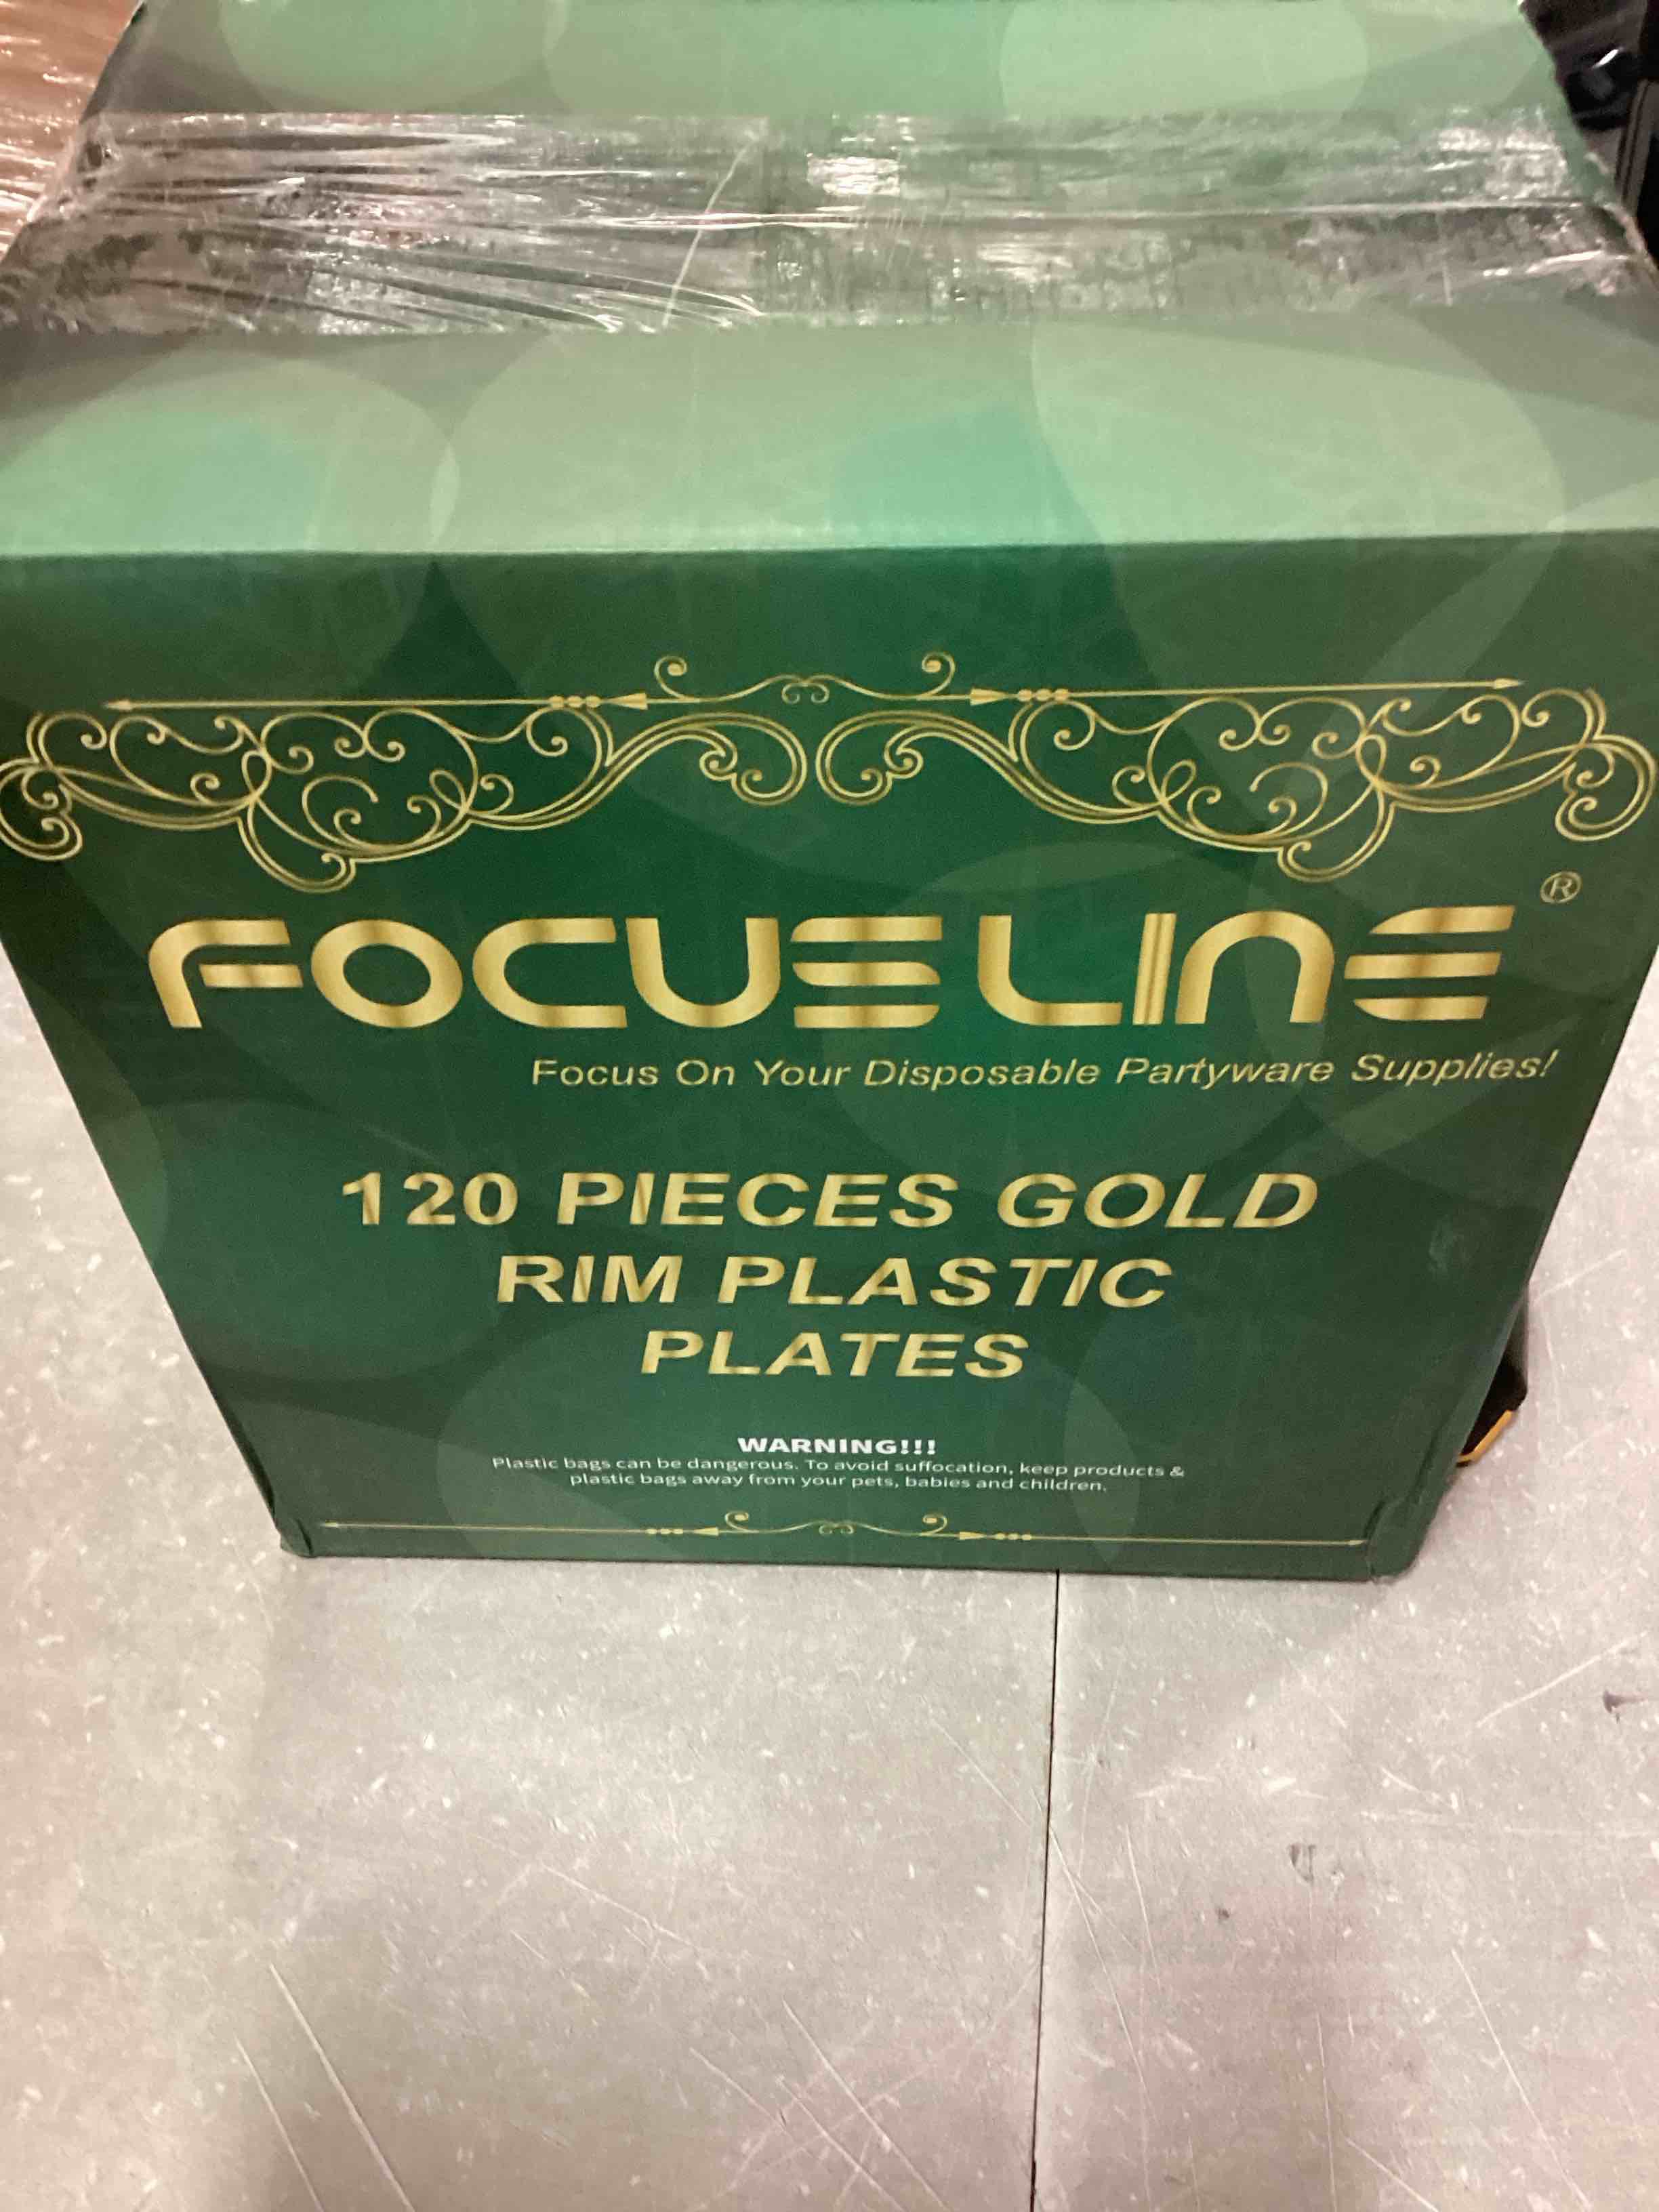 ®
FOCUSLINE
Focus On Your Disposable Partyware Supplies!
120 PIECES GOLD
RIM PLASTIC
PLATES
WARNING!!!
Plastic bags can be dangerous. To avoid suffocation, keep products &
plastic bags away from your pets, babies and children.